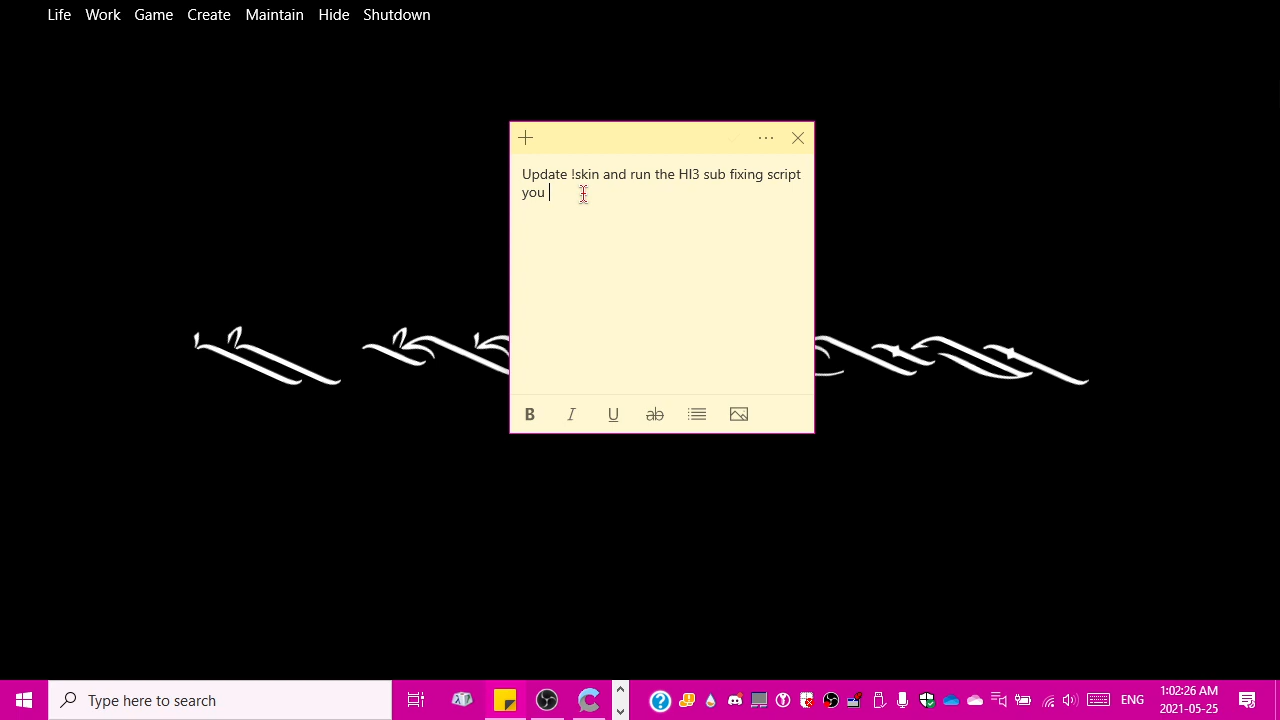 Life Work Game Create Maintain Hide Shutdown
Update !skin and run the HI3 sub fixing script
you
B I U ab
Type here to search
ENG
1:02:26 AM
2021-05-25